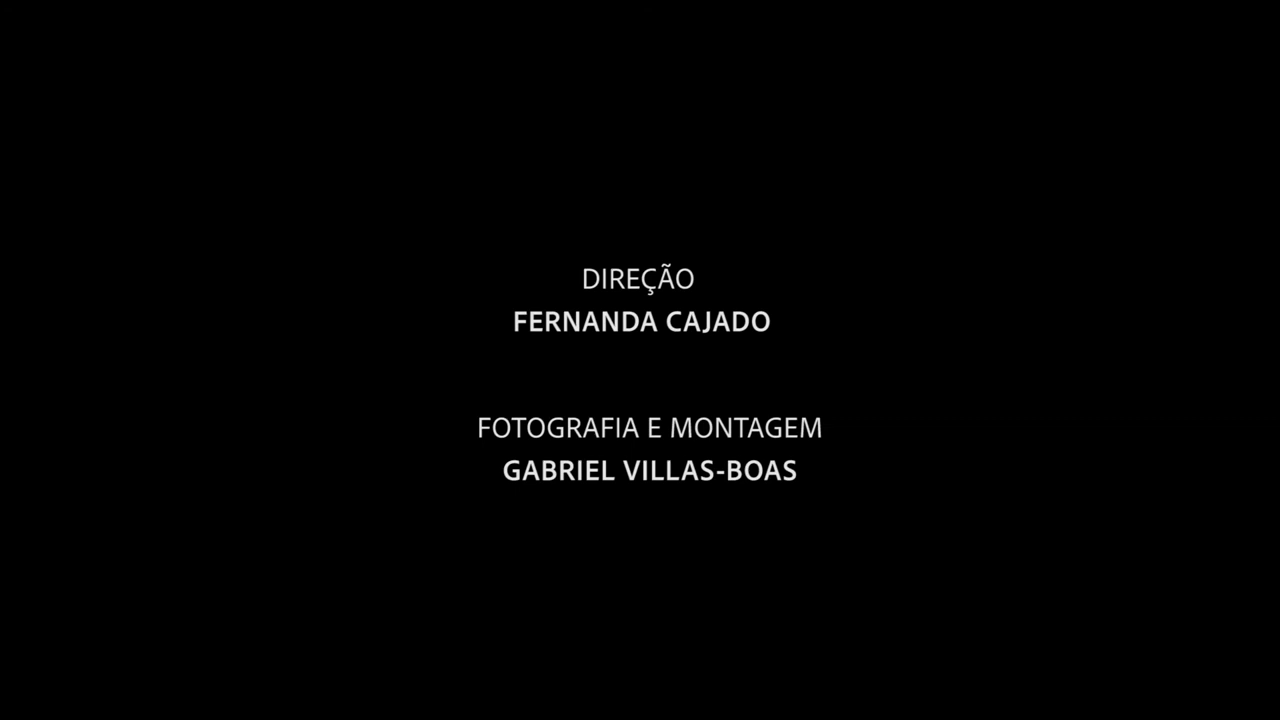 DIREÇÃO
FERNANDA CAJADO
FOTOGRAFIA E MONTAGEM
GABRIEL VILLAS-BOAS